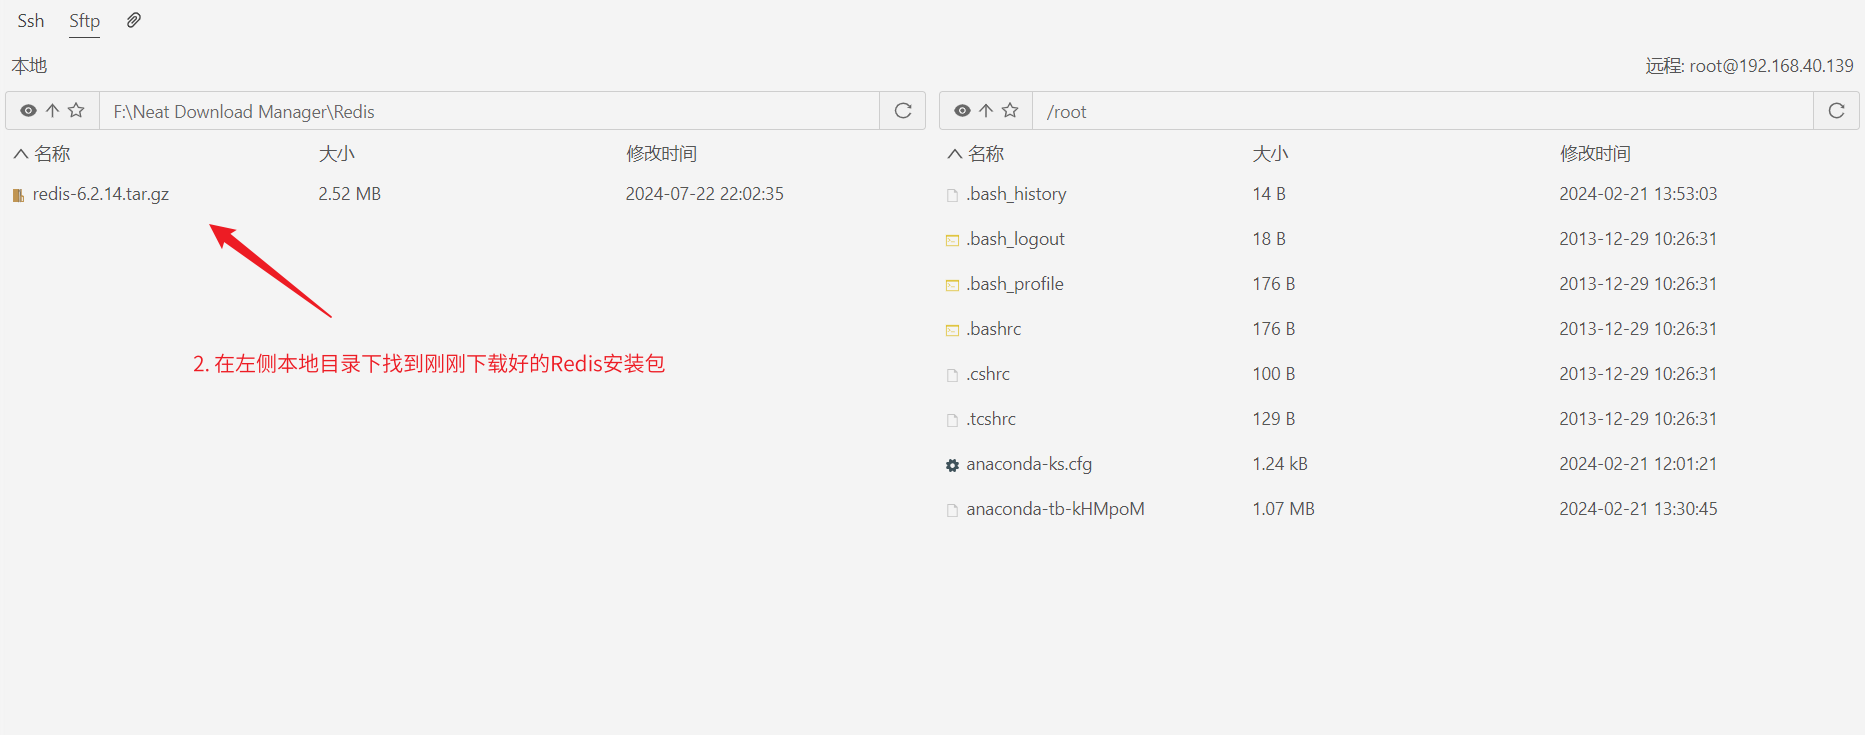 Ssh Sftp
本地 远程: root@192.168.40.139
F:\Neat Download Manager\Redis /root
名称 大小 修改时间 名称 大小 修改时间
redis-6.2.14.tar.gz 2.52 MB 2024-07-22 22:02:35 .bash_history 14 B 2024-02-21 13:53:03
.bash_logout 18 B 2013-12-29 10:26:31
.bash_profile 176 B 2013-12-29 10:26:31
.bashrc 176 B 2013-12-29 10:26:31
2. 在左侧本地目录下找到刚刚下载好的Redis安装包
.cshrc 100 B 2013-12-29 10:26:31
.tcshrc 129 B 2013-12-29 10:26:31
anaconda-ks.cfg 1.24 kB 2024-02-21 12:01:21
anaconda-tb-kHMpoM 1.07 MB 2024-02-21 13:30:45